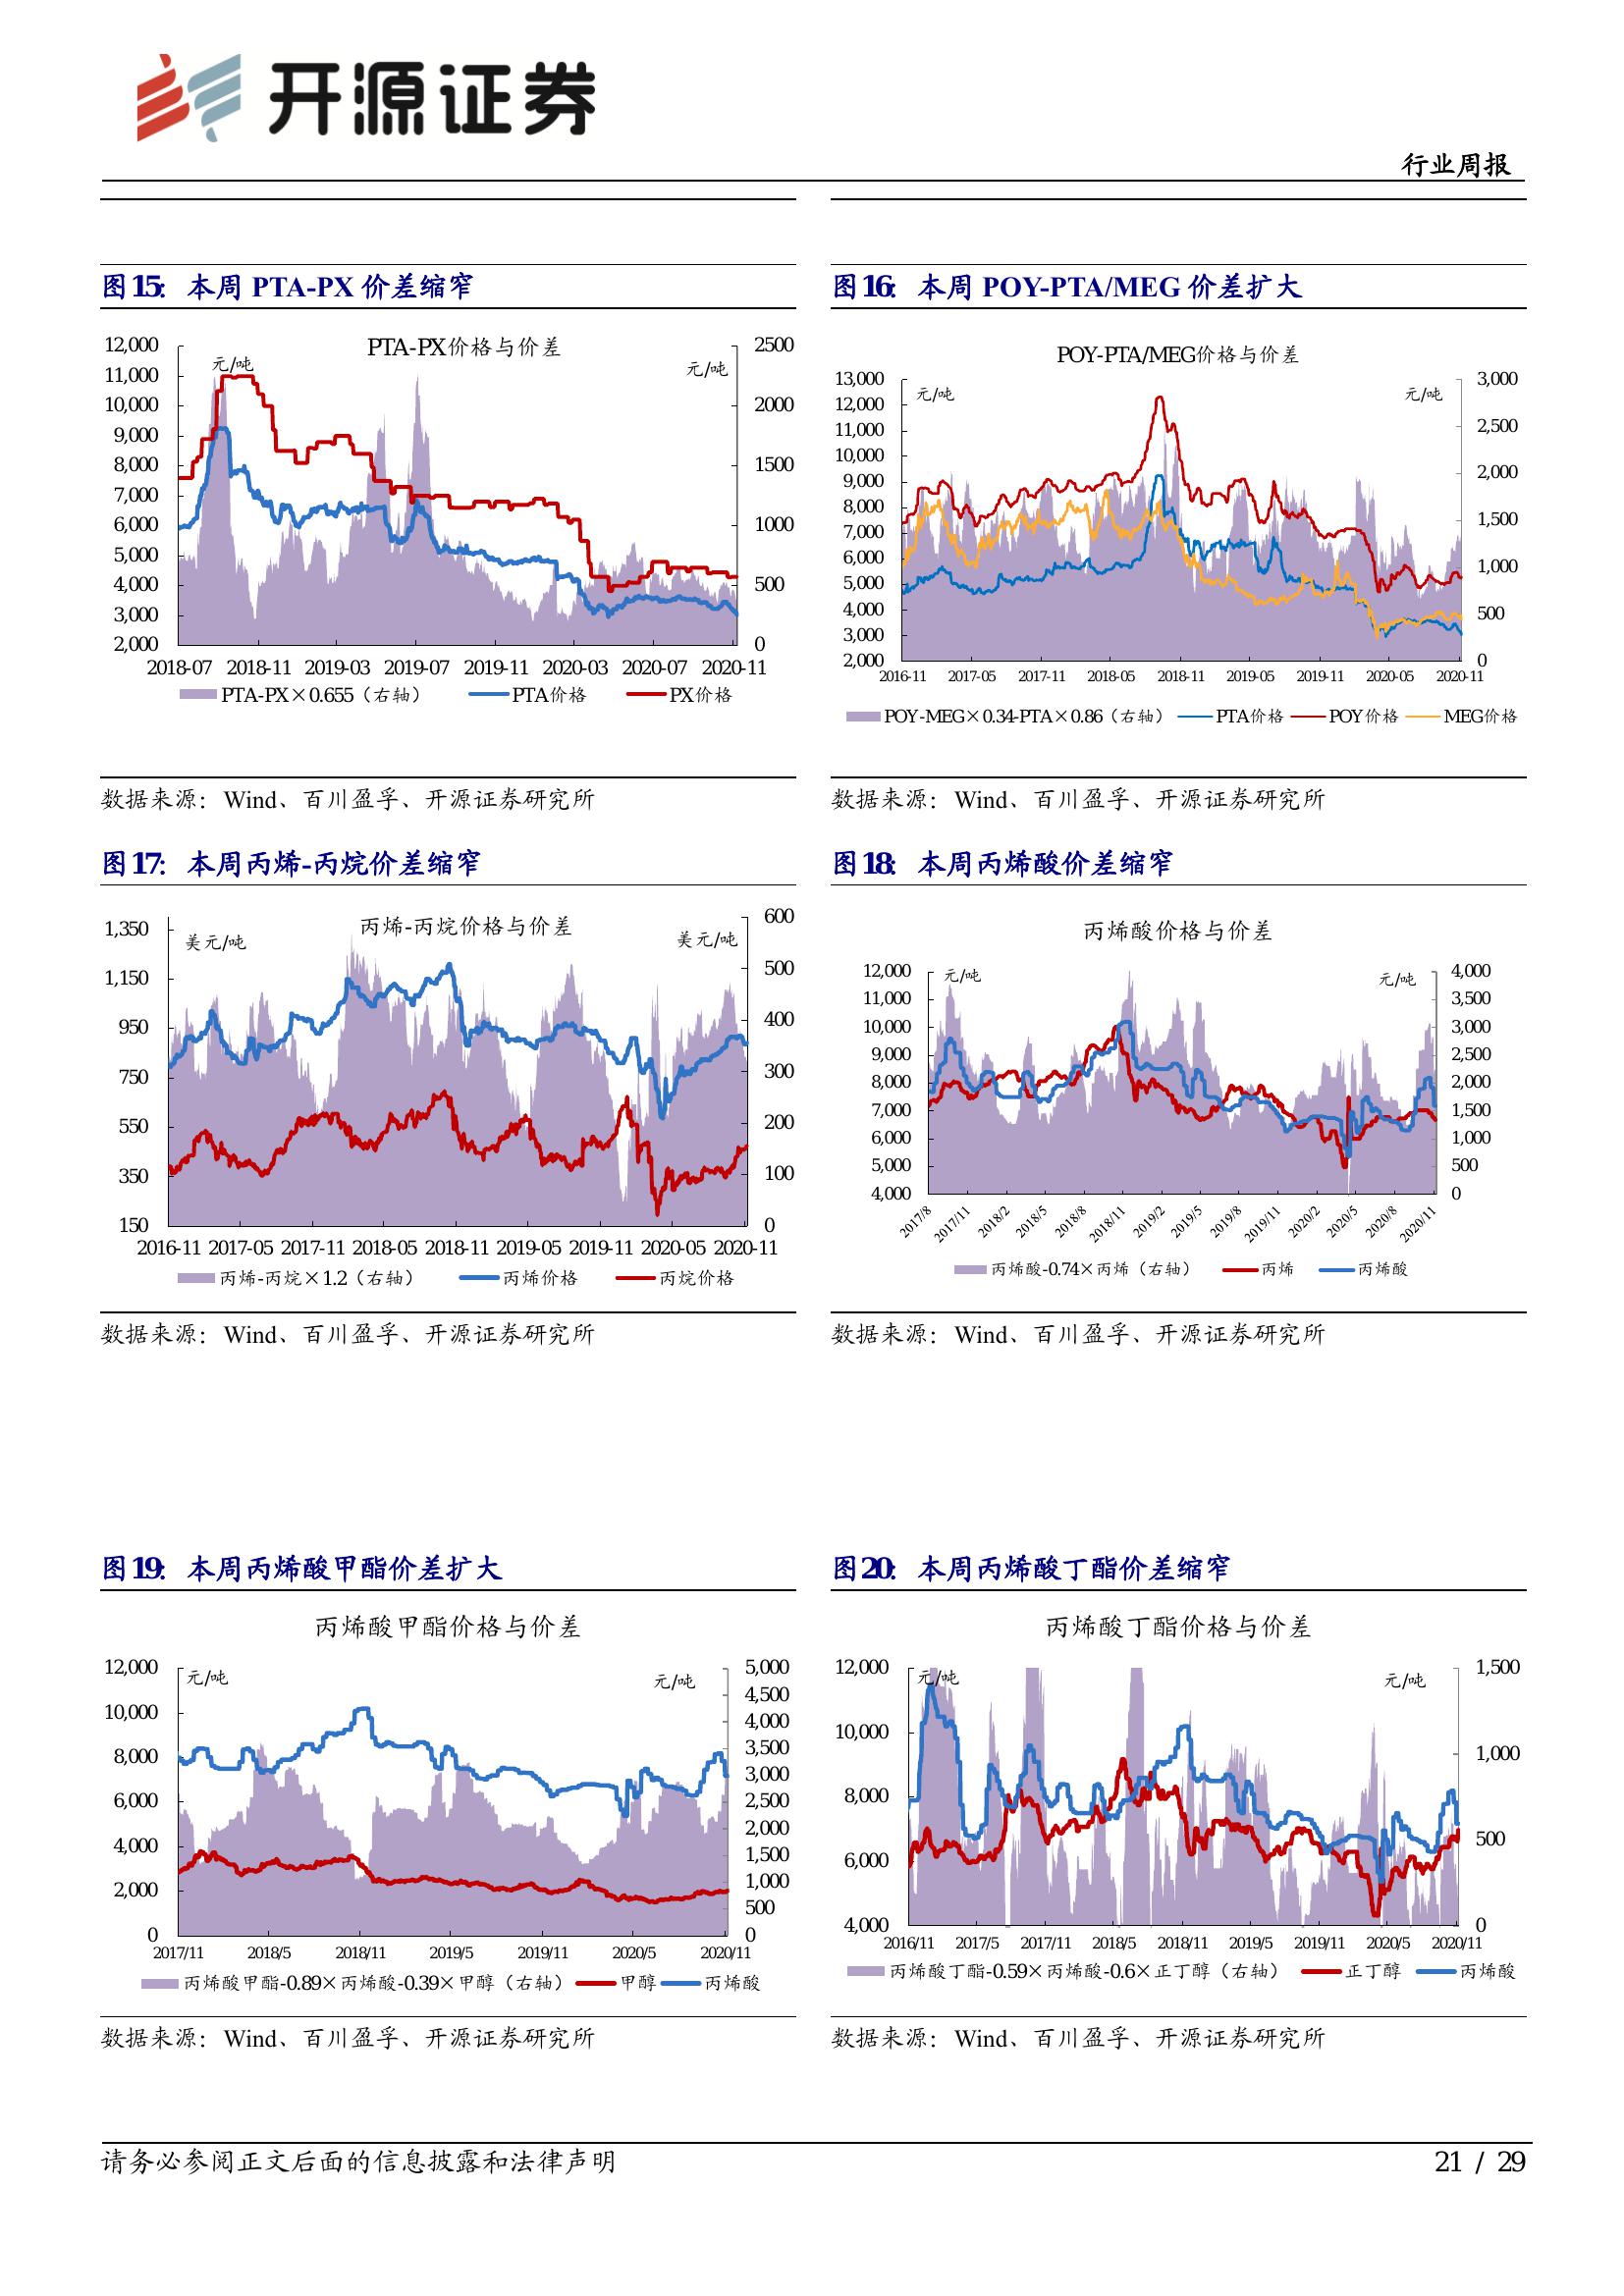 开源证券
行业周报
图15: 本周 PTA-PX 价差缩窄
PTA-PX价格与价差
元/吨
元/吨
12,000
11,000
10,000
9,000
8,000
7,000
6,000
5,000
4,000
3,000
2,000
2500
2000
1500
1000
500
0
2018-07 2018-11 2019-03 2019-07 2019-11 2020-03 2020-07 2020-11
PTA-PX×0.655（右轴） PTA价格 PX价格
数据来源：Wind、百川盈孚、开源证券研究所
图16: 本周 POY-PTA/MEG 价差扩大
POY-PTA/MEG价格与价差
元/吨
元/吨
13,000
12,000
11,000
10,000
9,000
8,000
7,000
6,000
5,000
4,000
3,000
2,000
3,000
2,500
2,000
1,500
1,000
500
0
2016-11 2017-05 2017-11 2018-05 2018-11 2019-05 2019-11 2020-05 2020-11
POY-MEG×0.34-PTA×0.86（右轴） PTA价格 POY价格 MEG价格
数据来源：Wind、百川盈孚、开源证券研究所
图17: 本周丙烯-丙烷价差缩窄
丙烯-丙烷价格与价差
美元/吨
美元/吨
1,350
1,150
950
750
550
350
150
600
500
400
300
200
100
0
2016-11 2017-05 2017-11 2018-05 2018-11 2019-05 2019-11 2020-05 2020-11
丙烯-丙烷×1.2（右轴） 丙烯价格 丙烷价格
数据来源：Wind、百川盈孚、开源证券研究所
图18: 本周丙烯酸价差缩窄
丙烯酸价格与价差
元/吨
元/吨
12,000
11,000
10,000
9,000
8,000
7,000
6,000
5,000
4,000
4,000
3,500
3,000
2,500
2,000
1,500
1,000
500
0
2017/8 2017/11 2018/2 2018/5 2018/8 2018/11 2019/2 2019/5 2019/8 2019/11 2020/2 2020/5 2020/8 2020/11
丙烯酸-0.74×丙烯（右轴） 丙烯 丙烯酸
数据来源：Wind、百川盈孚、开源证券研究所
图19: 本周丙烯酸甲酯价差扩大
丙烯酸甲酯价格与价差
元/吨
元/吨
12,000
10,000
8,000
6,000
4,000
2,000
0
5,000
4,500
4,000
3,500
3,000
2,500
2,000
1,500
1,000
500
0
2017/11 2018/5 2018/11 2019/5 2019/11 2020/5 2020/11
丙烯酸甲酯-0.89×丙烯酸-0.39×甲醇（右轴） 甲醇 丙烯酸
数据来源：Wind、百川盈孚、开源证券研究所
图20: 本周丙烯酸丁酯价差缩窄
丙烯酸丁酯价格与价差
元/吨
元/吨
12,000
10,000
8,000
6,000
4,000
1,500
1,000
500
0
2016/11 2017/5 2017/11 2018/5 2018/11 2019/5 2019/11 2020/5 2020/11
丙烯酸丁酯-0.59×丙烯酸-0.6×正丁醇（右轴） 正丁醇 丙烯酸
数据来源：Wind、百川盈孚、开源证券研究所
请务必参阅正文后面的信息披露和法律声明
21 / 29